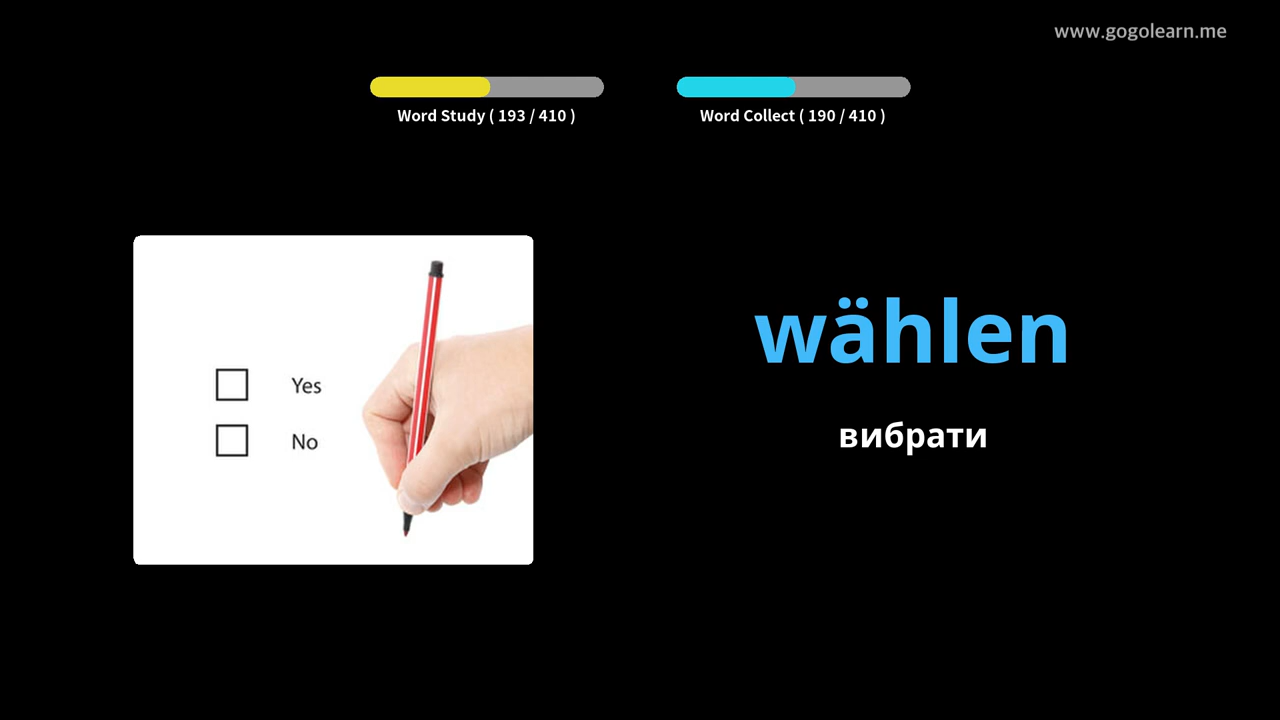 www.gogolearn.me
Word Study ( 193 / 410 )
Word Collect ( 190 / 410 )
Yes
No
wählen
вибрати